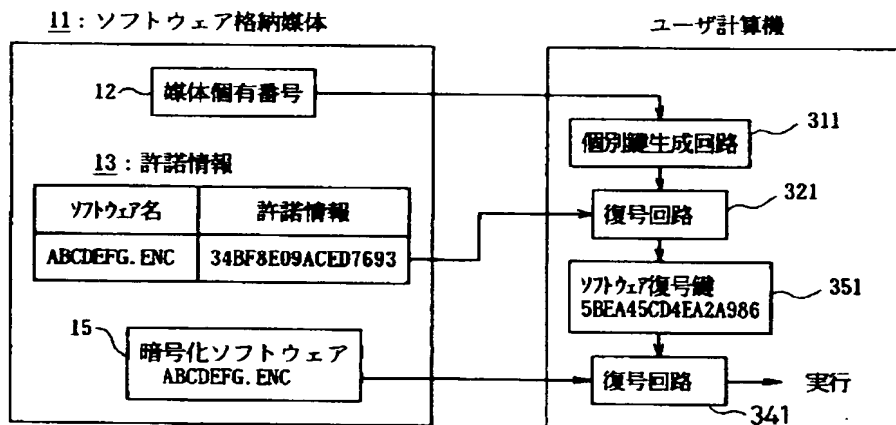 11：ソフトウェア格納媒体
ユーザ計算機
12
媒体個有番号
311
個別鍵生成回路
13：許諾情報
321
復号回路
ソフトウェア名 許諾情報
ABCDEFG.ENC 34BF8E09ACED7693
351
ソフトウェア復号鍵
5BEA45CD4EA2A986
15
暗号化ソフトウェア
ABCDEFG.ENC
復号回路
実行
341